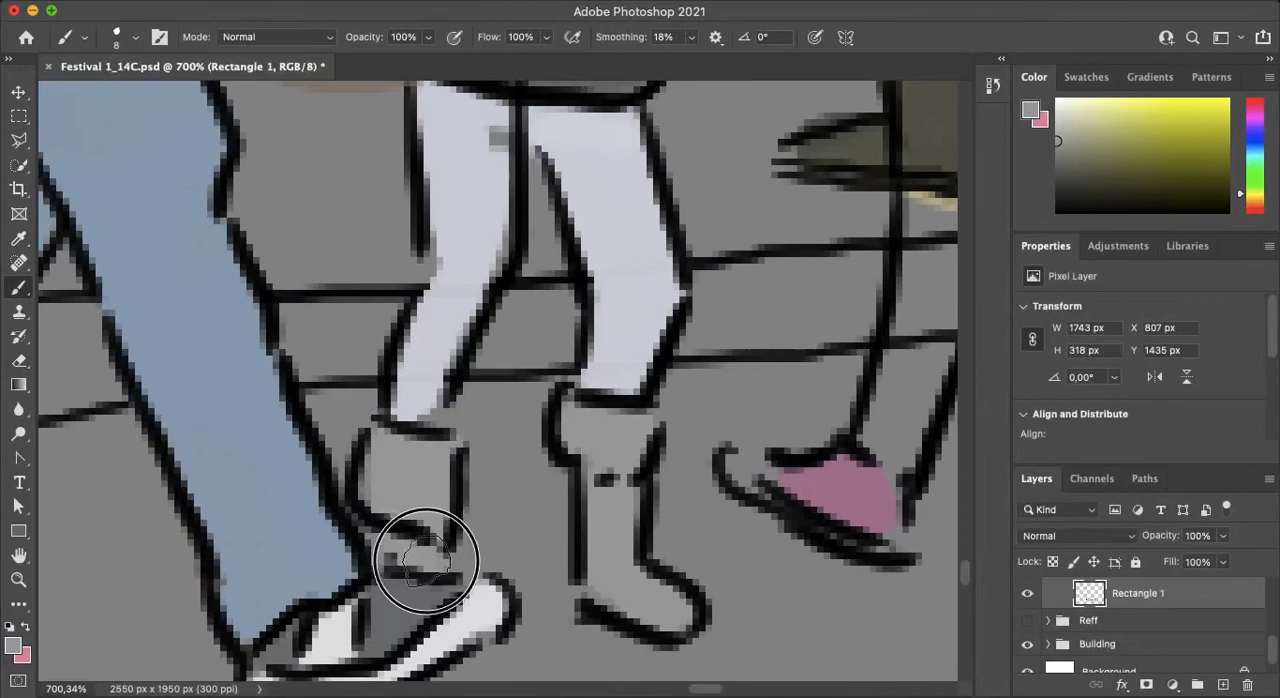 Adobe Photoshop 2021
8 Mode: Normal Opacity: 100% Flow: 100% Smoothing: 18% 0°
Festival 1_14C.psd @ 700% (Rectangle 1, RGB/8) *
Color Swatches Gradients Patterns
Properties Adjustments Libraries
Pixel Layer
Transform
W 1743 px X 807 px
H 318 px Y 1435 px
0,00°
Align and Distribute
Align:
Layers Channels Paths
Kind
Normal Opacity: 100%
Lock: Fill: 100%
Rectangle 1
Reff
Building
Background
700,34% 2550 px x 1950 px (300 ppi)